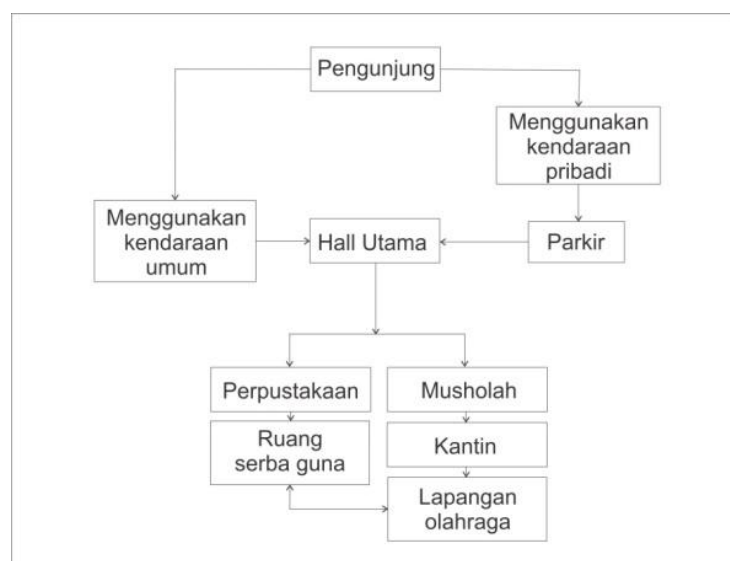 Pengunjung
Menggunakan
kendaraan
pribadi
Menggunakan
kendaraan
umum
Hall Utama
Parkir
Perpustakaan
Musholah
Ruang
serba guna
Kantin
Lapangan
olahraga